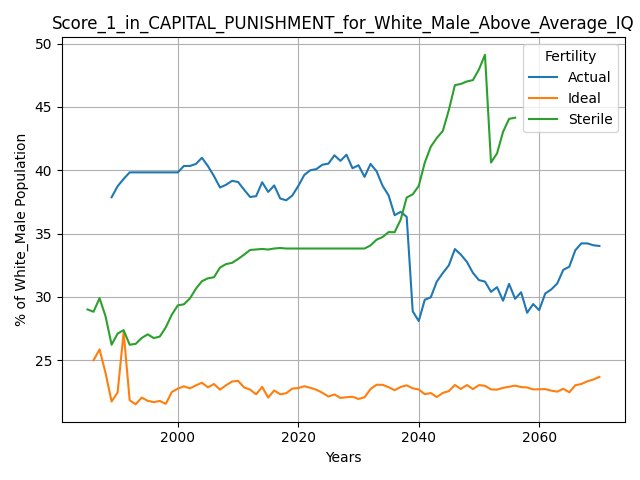 Score_1_in_CAPITAL_PUNISHMENT_for_White_Male_Above_Average_IQ
50
45
40
35
30
25
% of White_Male Population
Fertility
Actual
Ideal
Sterile
2000
2020
2040
2060
Years